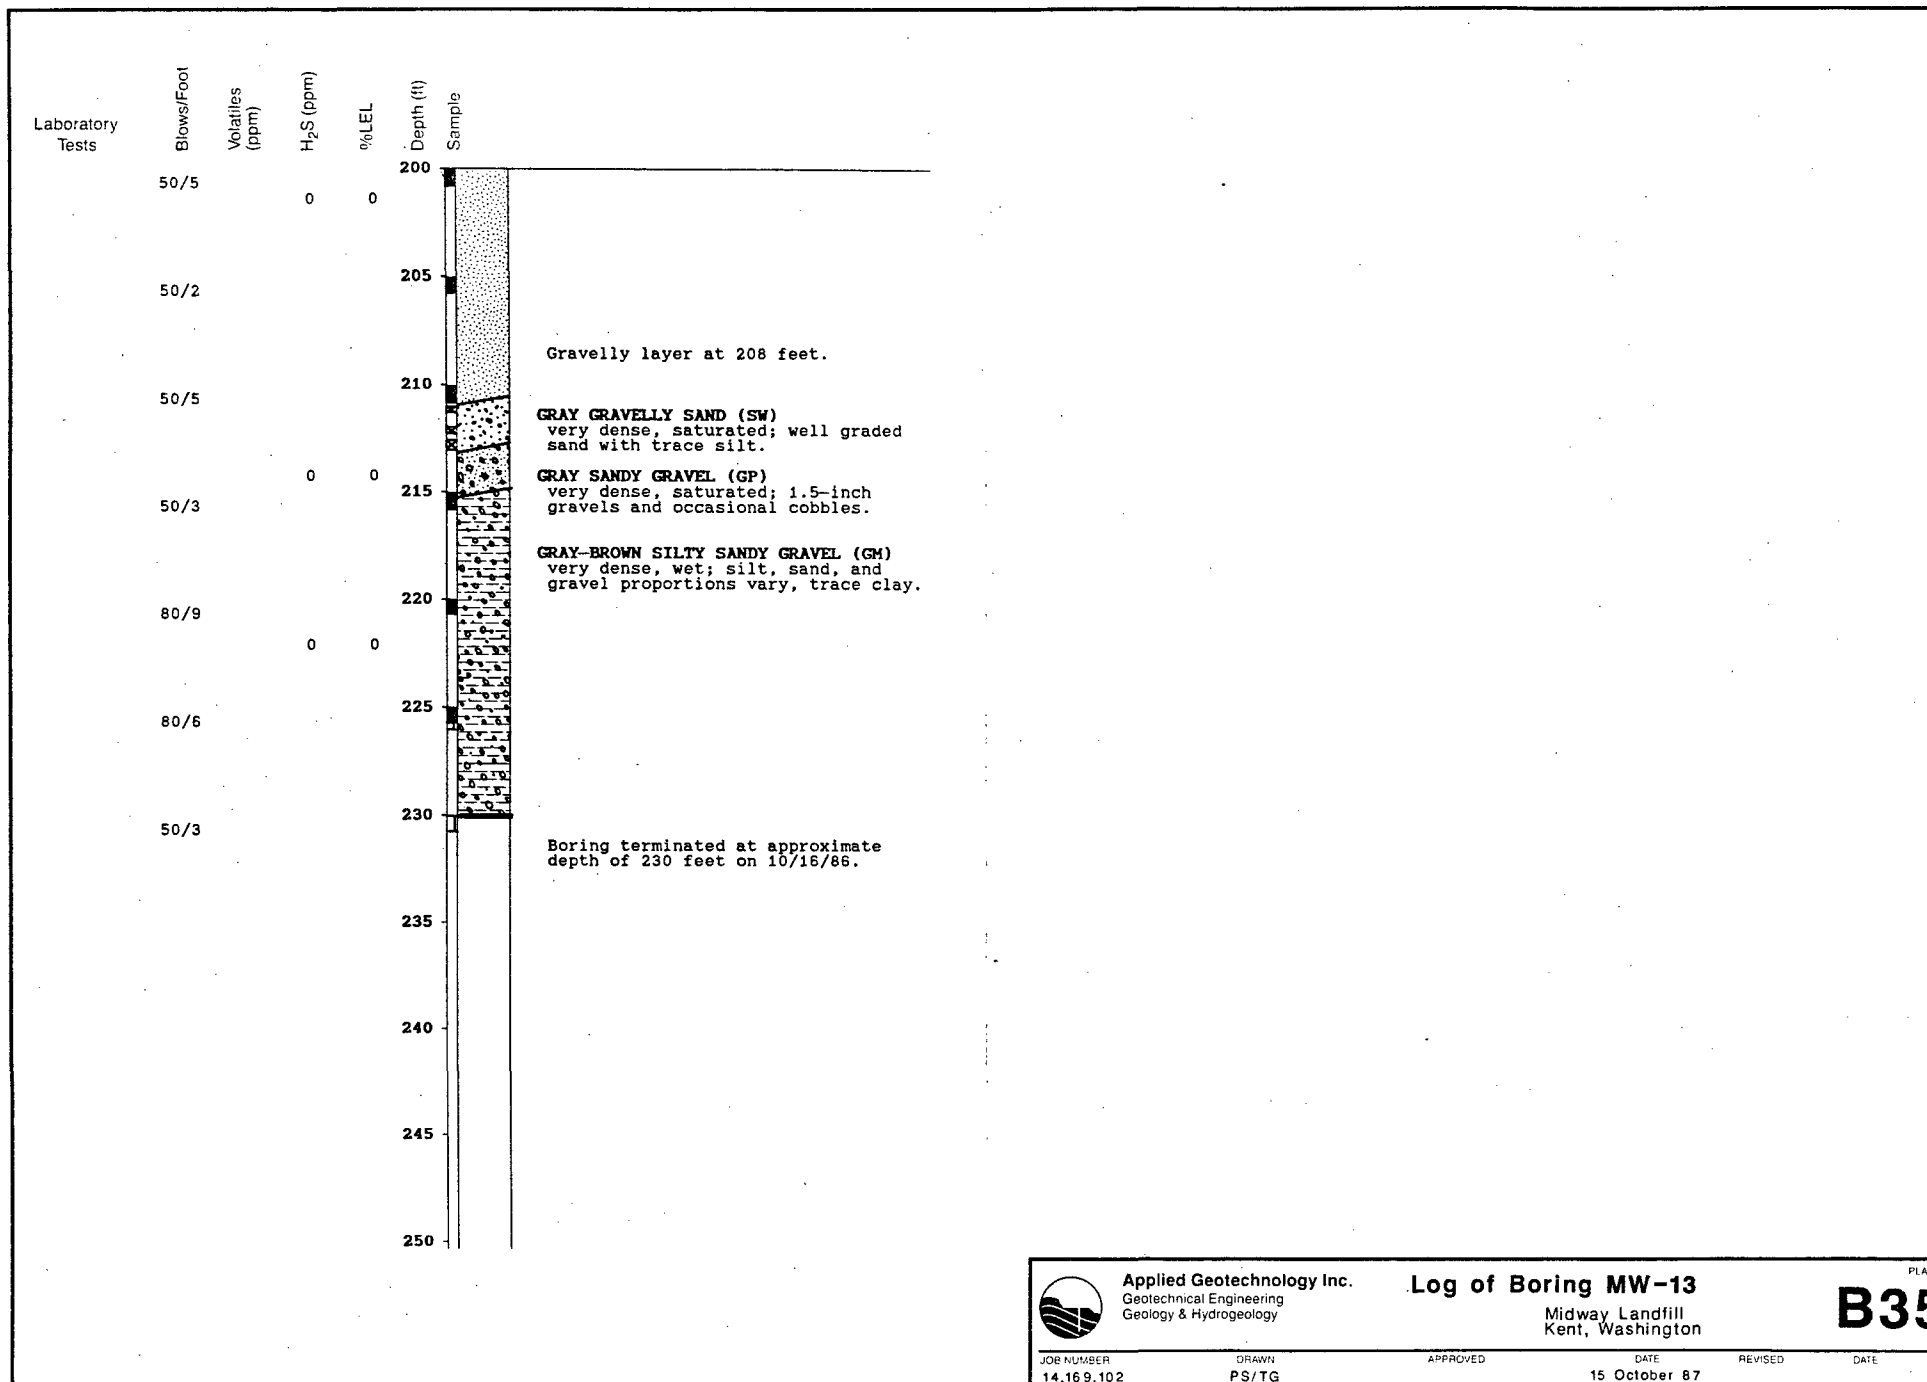 Laboratory
Tests
Blows/Foot
Volatiles
(ppm)
H₂S (ppm)
%LEL
Depth (ft)
Sample
200
50/5
0 0
205
50/2
Gravelly layer at 208 feet.
210
50/5
GRAY GRAVELLY SAND (SW)
very dense, saturated; well graded
sand with trace silt.
0 0
GRAY SANDY GRAVEL (GP)
215
very dense, saturated; 1.5-inch
50/3
gravels and occasional cobbles.
GRAY-BROWN SILTY SANDY GRAVEL (GM)
very dense, wet; silt, sand, and
gravel proportions vary, trace clay.
220
80/9
0 0
225
80/6
230
50/3
Boring terminated at approximate
depth of 230 feet on 10/16/86.
235
240
245
250
Applied Geotechnology Inc.
Geotechnical Engineering
Geology & Hydrogeology
Log of Boring MW-13
Midway Landfill
Kent, Washington
PLA
B35
JOB NUMBER DRAWN APPROVED DATE REVISED DATE
14,169.102 PS/TG 15 October 87